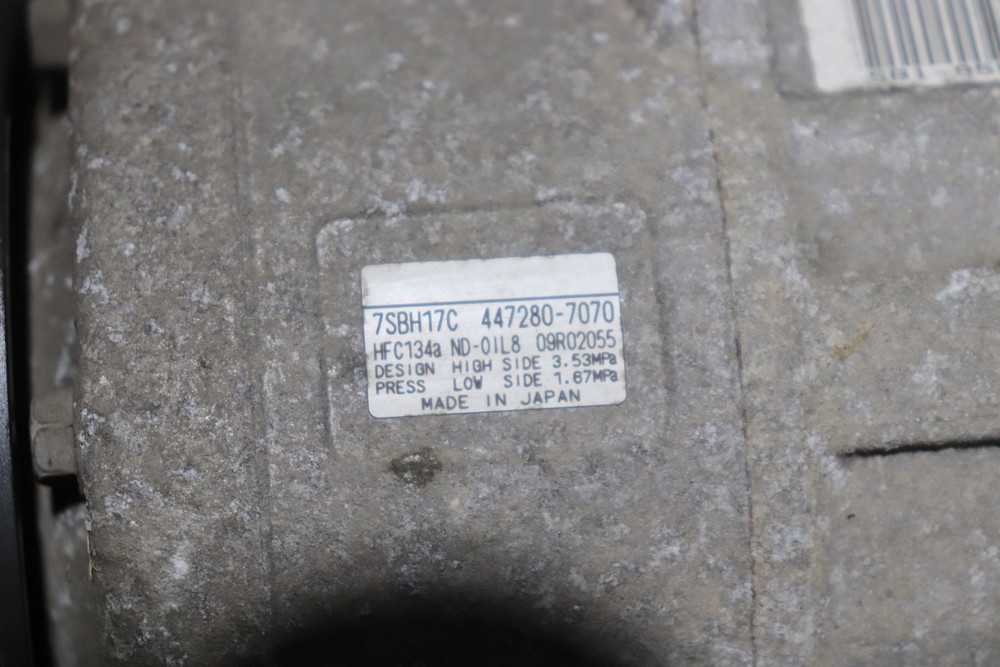 7SBH17C 447280-7070
HFC134a ND-OIL8 09R02055
DESIGN HIGH SIDE 3.53MPa
PRESS LOW SIDE 1.67MPa
MADE IN JAPAN